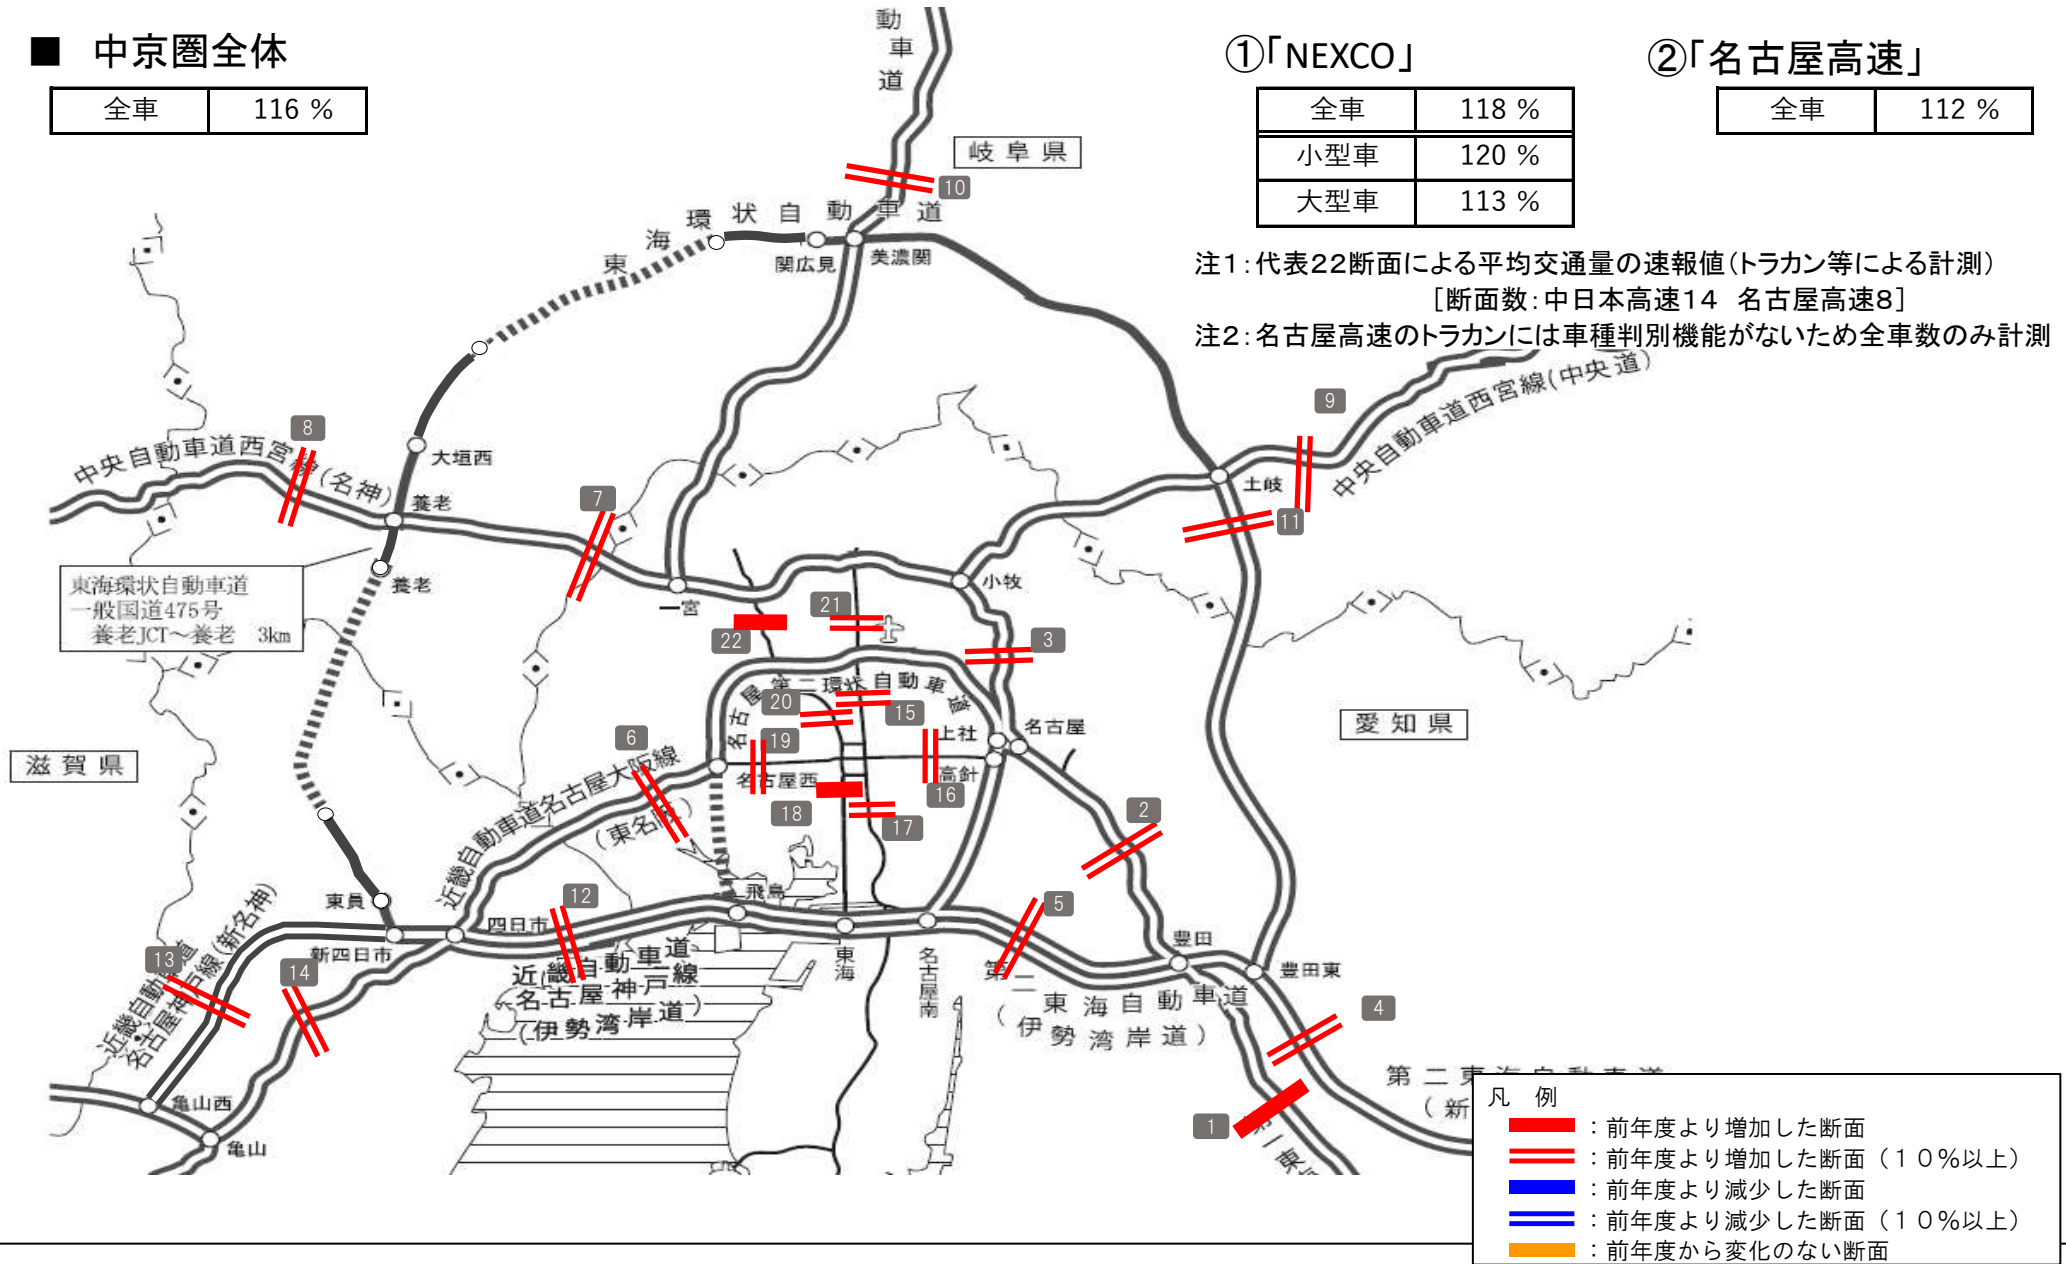 ■ 中京圏全体
全車 116 %
①「NEXCO」
全車 118 %
小型車 120 %
大型車 113 %
②「名古屋高速」
全車 112 %
注1:代表22断面による平均交通量の速報値(トラカン等による計測)
[断面数:中日本高速14 名古屋高速8]
注2:名古屋高速のトラカンには車種判別機能がないため全車数のみ計測
動車道
岐阜県
10
東海環状自動車道
関広見
美濃関
9
中央自動車道西宮線(中央道)
8
中央自動車道西宮線(名神)
大垣西
養老
7
土岐
11
東海環状自動車道
一般国道475号
養老JCT～養老 3km
養老
一宮
小牧
21
22
3
名古屋第二環状自動車道
20
15
上社
名古屋
愛知県
滋賀県
6
19
名古屋西
高針
16
近畿自動車道名古屋大阪線
(東名阪)
18
17
2
東員
12
四日市
飛島
5
新四日市
13
14
近畿自動車道
名古屋神戸線(新名神)
近畿自動車道
名古屋神戸線
(伊勢湾岸道)
東海
名古屋南
豊田
豊田東
第二東海自動車道
(伊勢湾岸道)
4
亀山西
亀山
1
第一東
第二東海自動車道
(新
凡 例
:前年度より増加した断面
:前年度より増加した断面(10%以上)
:前年度より減少した断面
:前年度より減少した断面(10%以上)
:前年度から変化のない断面